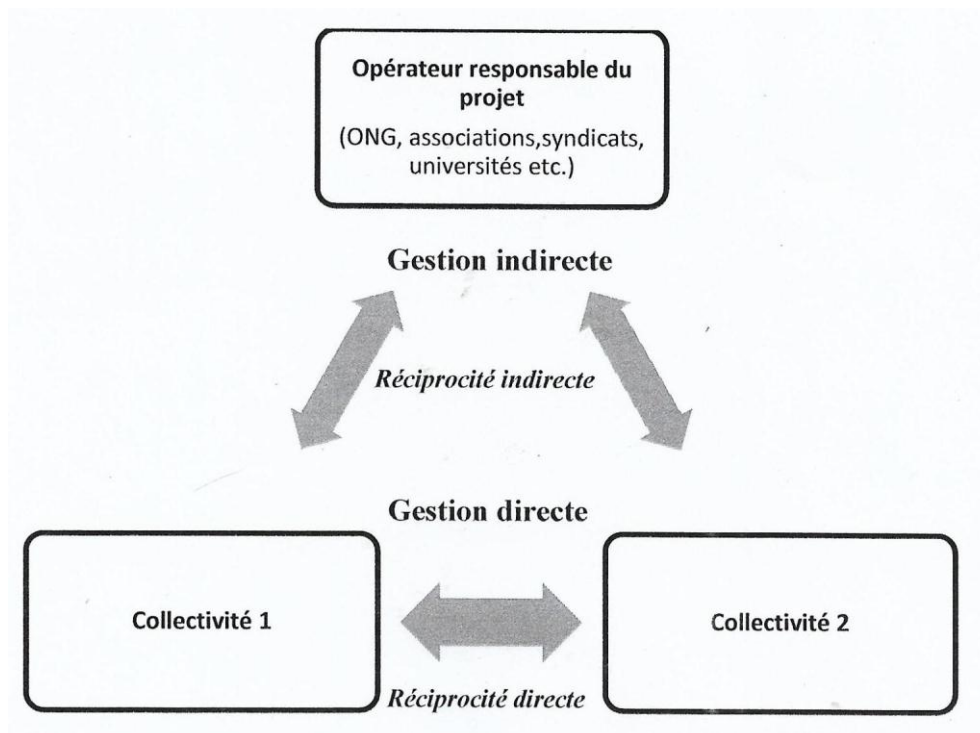 Opérateur responsable du
projet
(ONG, associations,syndicats,
universités etc.)
Gestion indirecte
Réciprocité indirecte
Gestion directe
Collectivité 1
Collectivité 2
Réciprocité directe